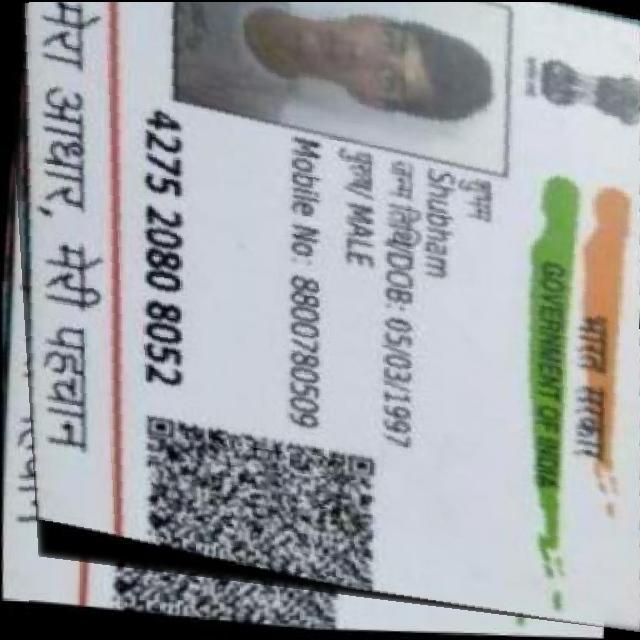 भारत सरकार
GOVERNMENT OF INDIA
Shubham
जन्म तिथि/DOB: 05/03/1997
पुरुष/ MALE
Mobile No: 8800780509
4275 2080 8052
मेरा आधार, मेरी पहचान